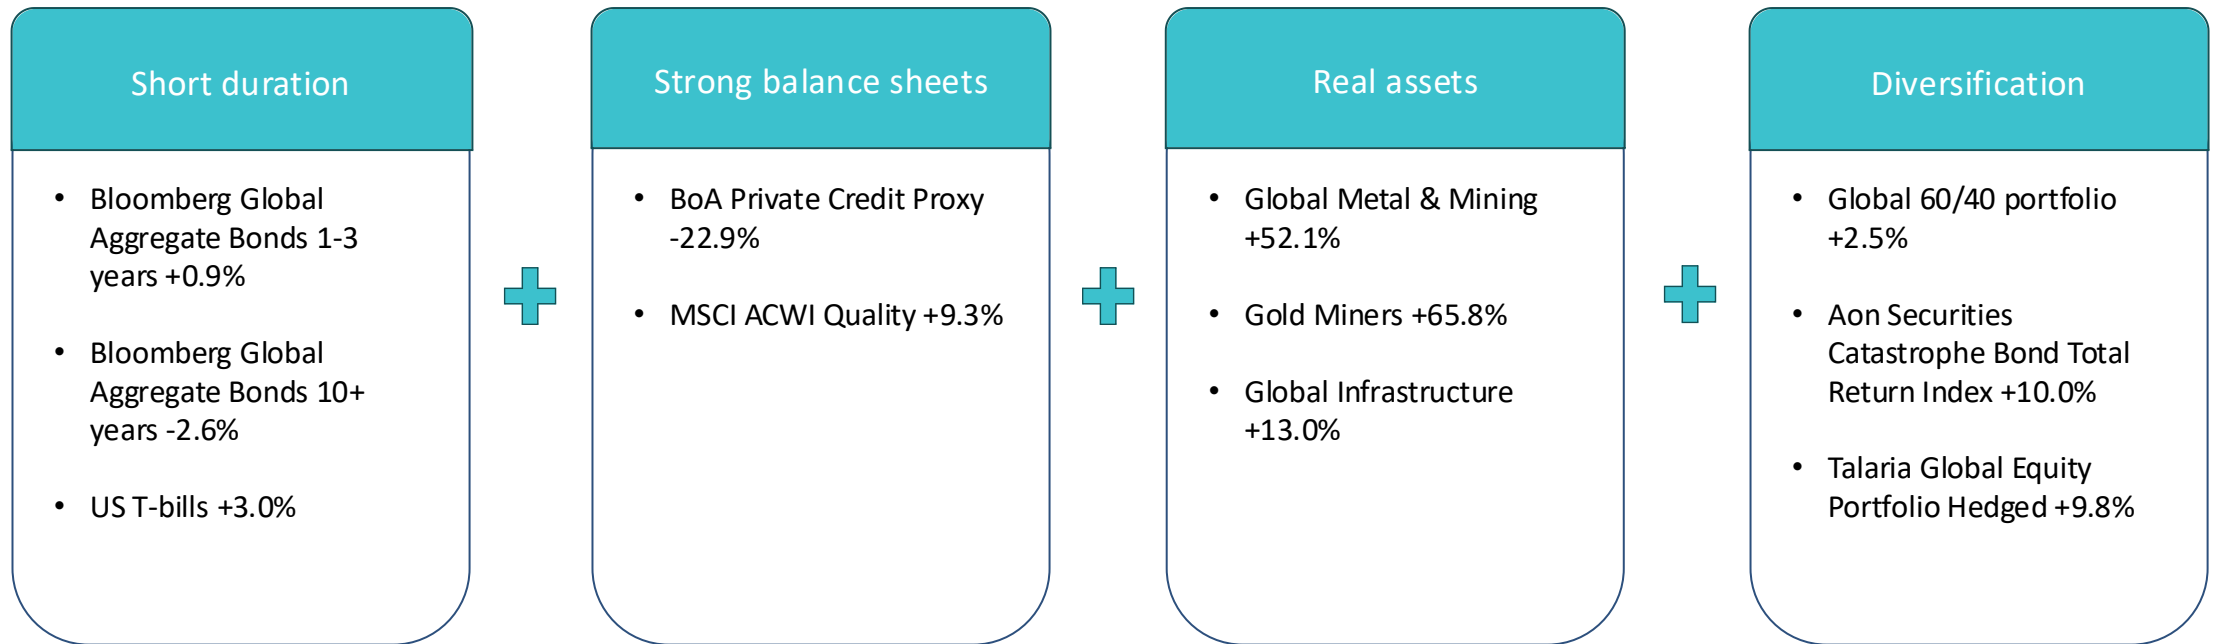 Short duration
• Bloomberg Global
Aggregate Bonds 1-3
years +0.9%
• Bloomberg Global
Aggregate Bonds 10+
years -2.6%
• US T-bills +3.0%
Strong balance sheets
• BoA Private Credit Proxy
-22.9%
• MSCI ACWI Quality +9.3%
Real assets
• Global Metal & Mining
+52.1%
• Gold Miners +65.8%
• Global Infrastructure
+13.0%
Diversification
• Global 60/40 portfolio
+2.5%
• Aon Securities
Catastrophe Bond Total
Return Index +10.0%
• Talaria Global Equity
Portfolio Hedged +9.8%